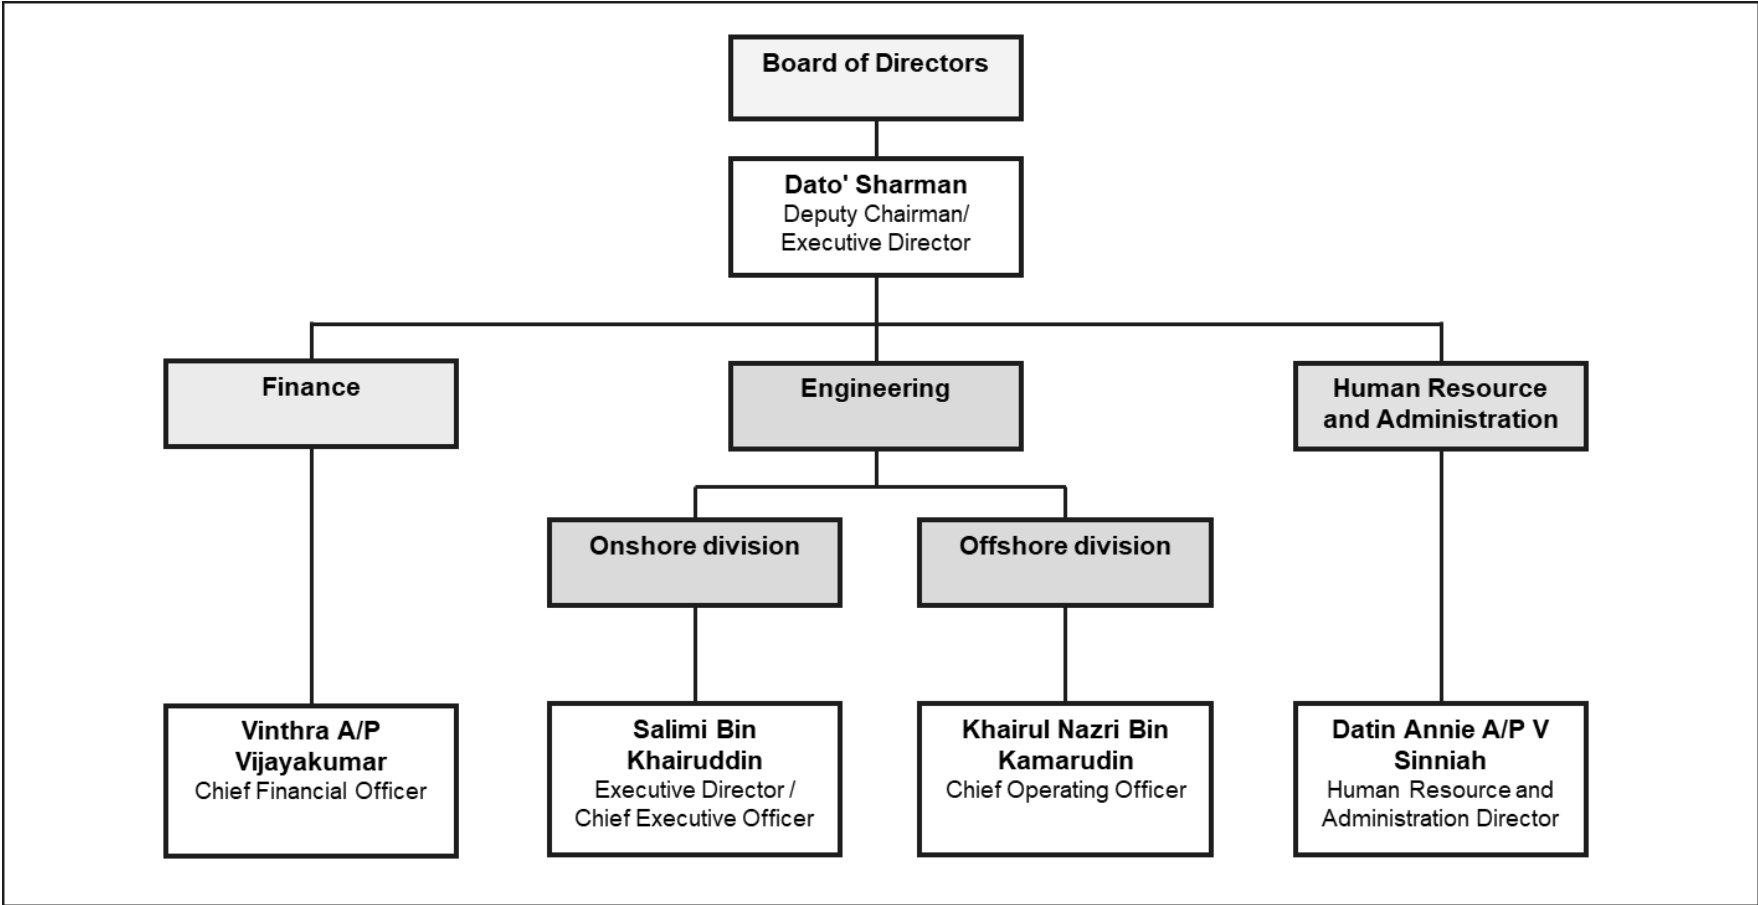 Board of Directors
Dato' Sharman
Deputy Chairman/
Executive Director
Finance
Engineering
Human Resource
and Administration
Onshore division
Offshore division
Vinthra A/P
Vijayakumar
Chief Financial Officer
Salimi Bin
Khairuddin
Executive Director /
Chief Executive Officer
Khairul Nazri Bin
Kamarudin
Chief Operating Officer
Datin Annie A/P V
Sinniah
Human Resource and
Administration Director